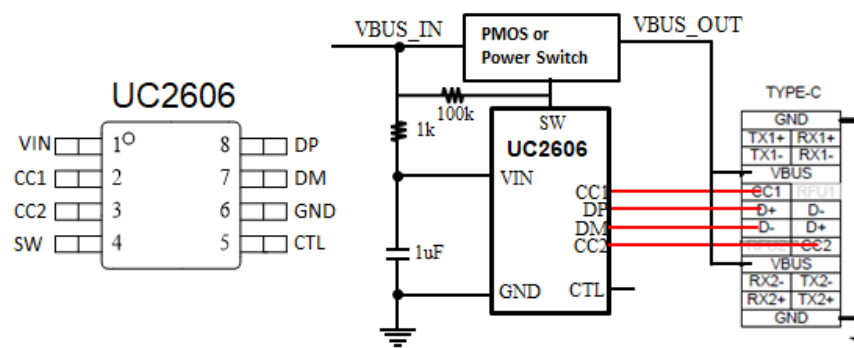 UC2606
VIN 1 8 DP
CC1 2 7 DM
CC2 3 6 GND
SW 4 5 CTL
VBUS_IN
PMOS or
Power Switch
VBUS_OUT
100k
1k
1uF
SW
UC2606
VIN
CC1
DP
DM
CC2
GND
CTL
TYPE-C
GND
TX1+ RX1+
TX1- RX1-
VBUS
CC1 RFU1
D+ D-
D- D+
CC2
VBUS
RX2- TX2-
RX2+ TX2+
GND